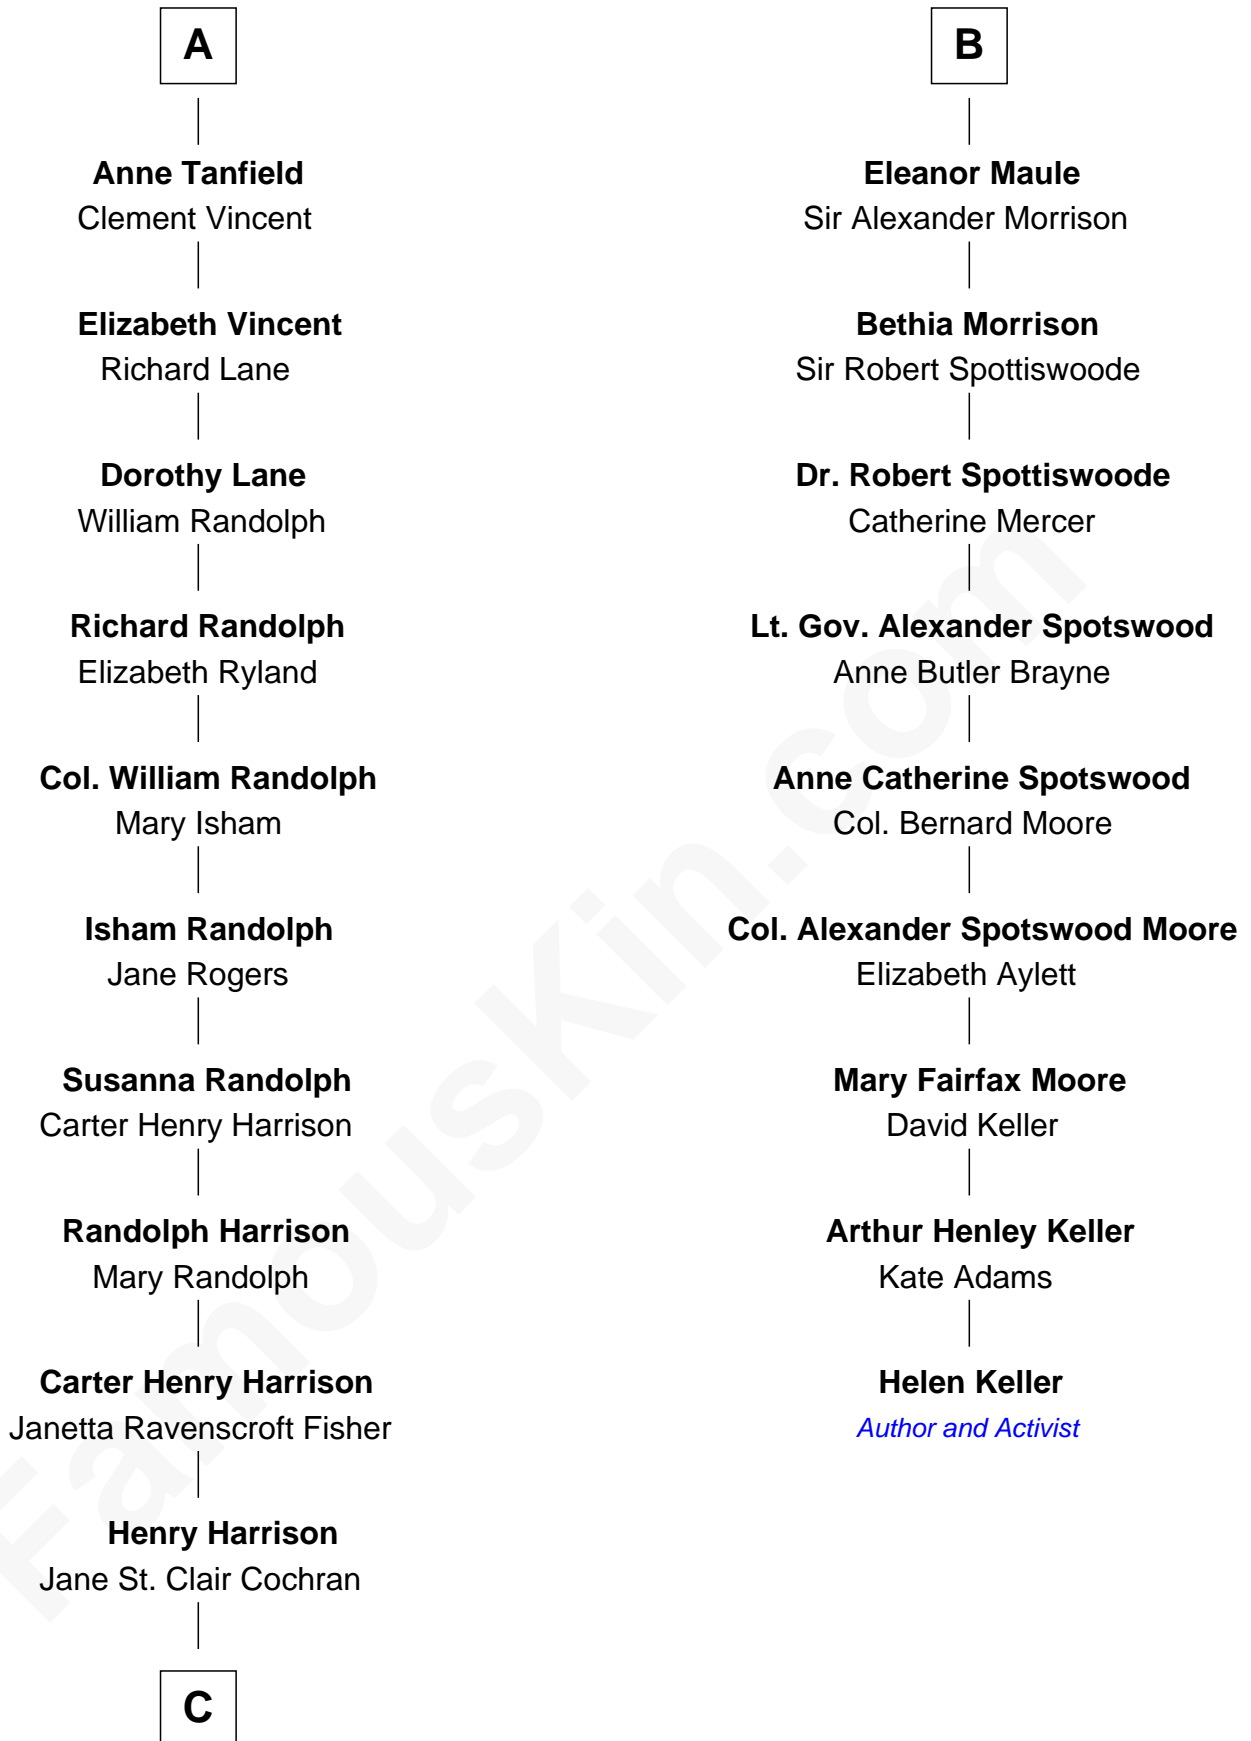 A
Anne Tanfield
Clement Vincent
Elizabeth Vincent
Richard Lane
Dorothy Lane
William Randolph
Richard Randolph
Elizabeth Ryland
Col. William Randolph
Mary Isham
Isham Randolph
Jane Rogers
Susanna Randolph
Carter Henry Harrison
Randolph Harrison
Mary Randolph
Carter Henry Harrison
Janetta Ravenscroft Fisher
Henry Harrison
Jane St. Clair Cochran
C
B
Eleanor Maule
Sir Alexander Morrison
Bethia Morrison
Sir Robert Spottiswoode
Dr. Robert Spottiswoode
Catherine Mercer
Lt. Gov. Alexander Spotswood
Anne Butler Brayne
Anne Catherine Spotswood
Col. Bernard Moore
Col. Alexander Spotswood Moore
Elizabeth Aylett
Mary Fairfax Moore
David Keller
Arthur Henley Keller
Kate Adams
Helen Keller
Author and Activist
FamousKin.com